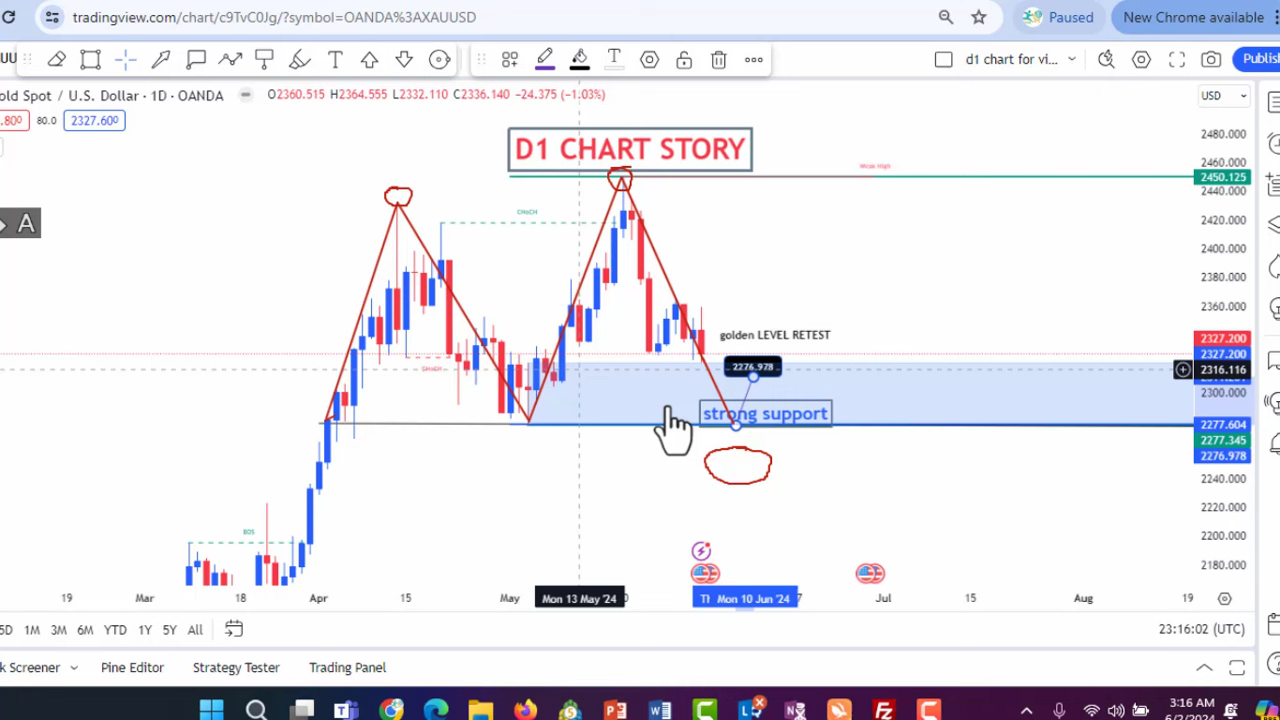 tradingview.com/chart/c9TvC0Jg/?symbol=OANDA%3AXAUUSD
Paused
New Chrome available
d1 chart for vi...
Publis
old Spot / U.S. Dollar · 1D · OANDA
O2360.515 H2364.555 L2332.110 C2336.140 −24.375 (−1.03%)
USD
80.0
2327.600
D1 CHART STORY
Weak High
2480.000
2460.000
2450.125
2440.000
2420.000
2400.000
2380.000
2360.000
CHoCH
A
golden LEVEL RETEST
2327.200
2327.200
CHoCH
2276.978
2316.116
2300.000
strong support
2277.604
2277.345
2276.978
2240.000
2220.000
2200.000
2180.000
BOS
19
Mar
18
Apr
15
May
Mon 13 May '24
Mon 10 Jun '24
Jul
15
Aug
19
5D 1M 3M 6M YTD 1Y 5Y All
23:16:02 (UTC)
k Screener
Pine Editor
Strategy Tester
Trading Panel
3:16 AM